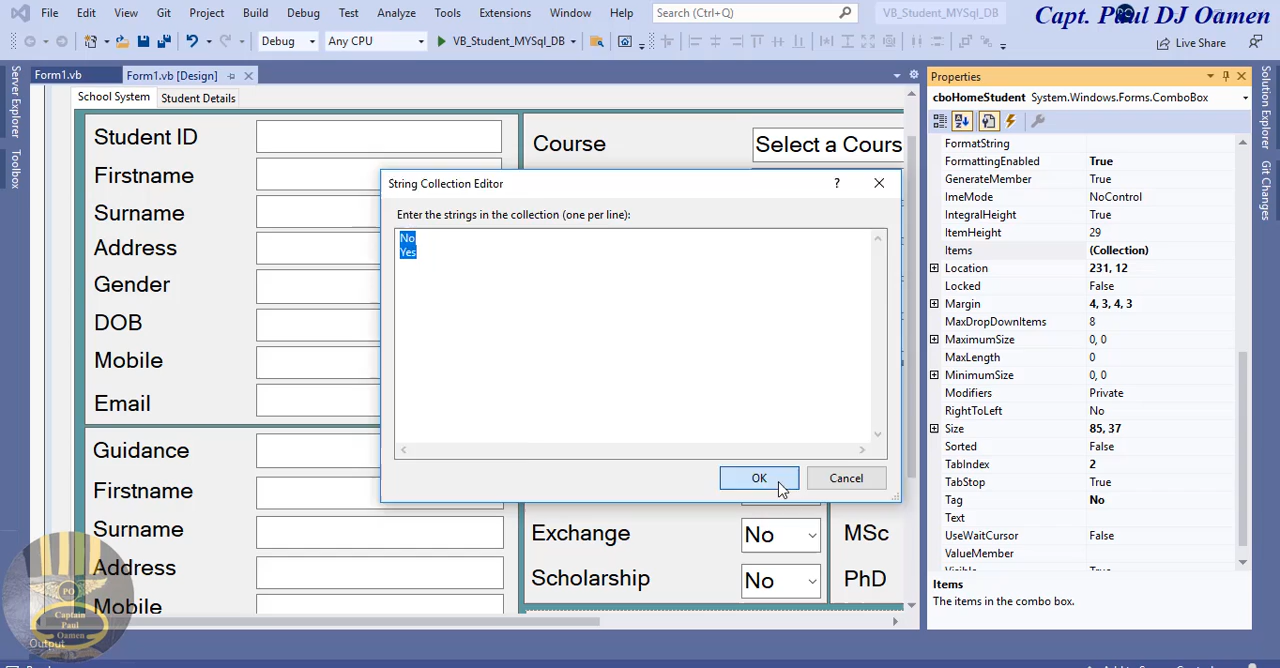 File Edit View Git Project Build Debug Test Analyze Tools Extensions Window Help Search (Ctrl+Q) VB_Student_MYSql_DB
Capt. Paul DJ Oamen
Debug Any CPU VB_Student_MYSql_DB Live Share
Form1.vb Form1.vb [Design]
Properties
School System Student Details
cboHomeStudent System.Windows.Forms.ComboBox
Server Explorer
Toolbox
Solution Explorer
Git Changes
Student ID
Firstname
Surname
Address
Gender
DOB
Mobile
Email
Guidance
Firstname
Surname
Address
Mobile
Course Select a Cours
String Collection Editor ?
Enter the strings in the collection (one per line):
No
Yes
OK Cancel
Exchange No MSc
Scholarship No PhD
FormatString
FormattingEnabled True
GenerateMember True
ImeMode NoControl
IntegralHeight True
ItemHeight 29
Items (Collection)
Location 231, 12
Locked False
Margin 4, 3, 4, 3
MaxDropDownItems 8
MaximumSize 0, 0
MaxLength 0
MinimumSize 0, 0
Modifiers Private
RightToLeft No
Size 85, 37
Sorted False
TabIndex 2
TabStop True
Tag No
Text
UseWaitCursor False
ValueMember
Items
The items in the combo box.
PO
Captain
Paul
Oamen
Output